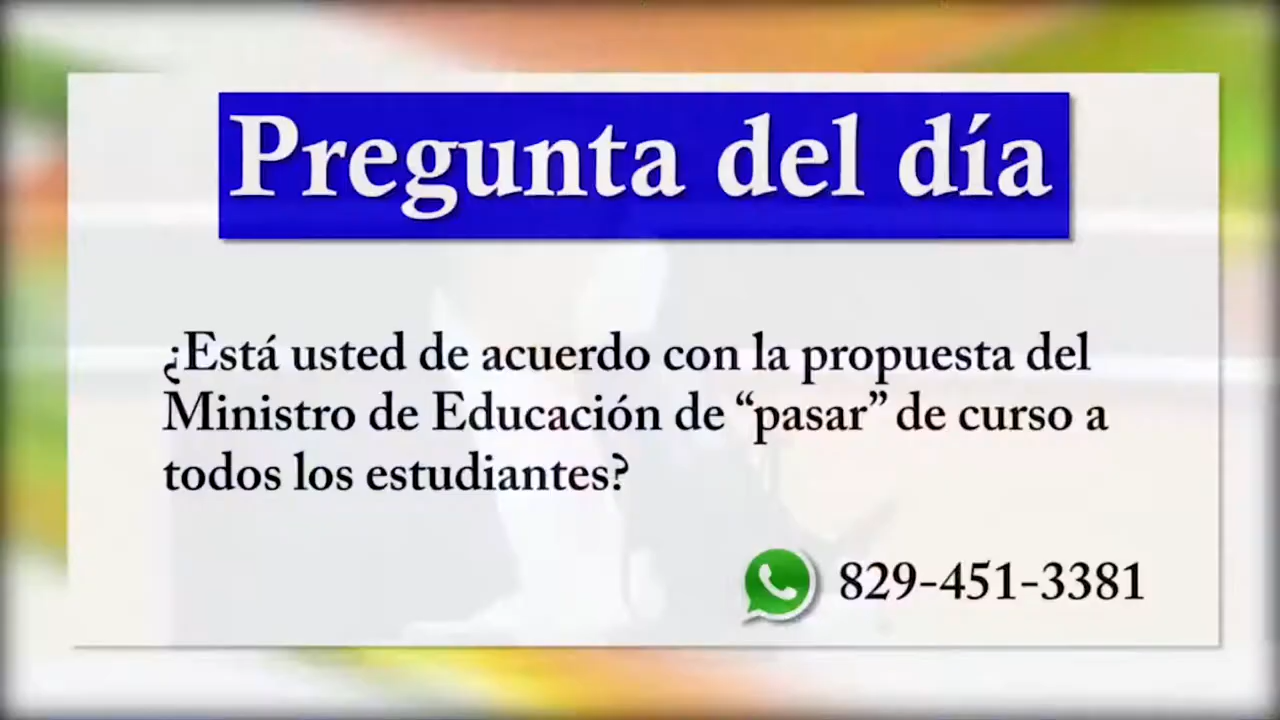 Pregunta del día
¿Está usted de acuerdo con la propuesta del
Ministro de Educación de “pasar” de curso a
todos los estudiantes?
829-451-3381